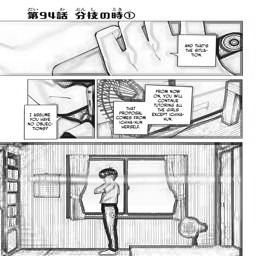 第94話 分岐の時①
AND THAT'S
THE SITUA-
TION.
FROM NOW
ON, YOU WILL
CONTINUE
TUTORING ALL
THE GIRLS
EXCEPT ICHIKA-
KUN.
THAT
PROPOSAL
COMES FROM
ICHIKA-KUN
HERSELF.
I ASSUME
YOU HAVE
NO OBJEC-
TIONS?